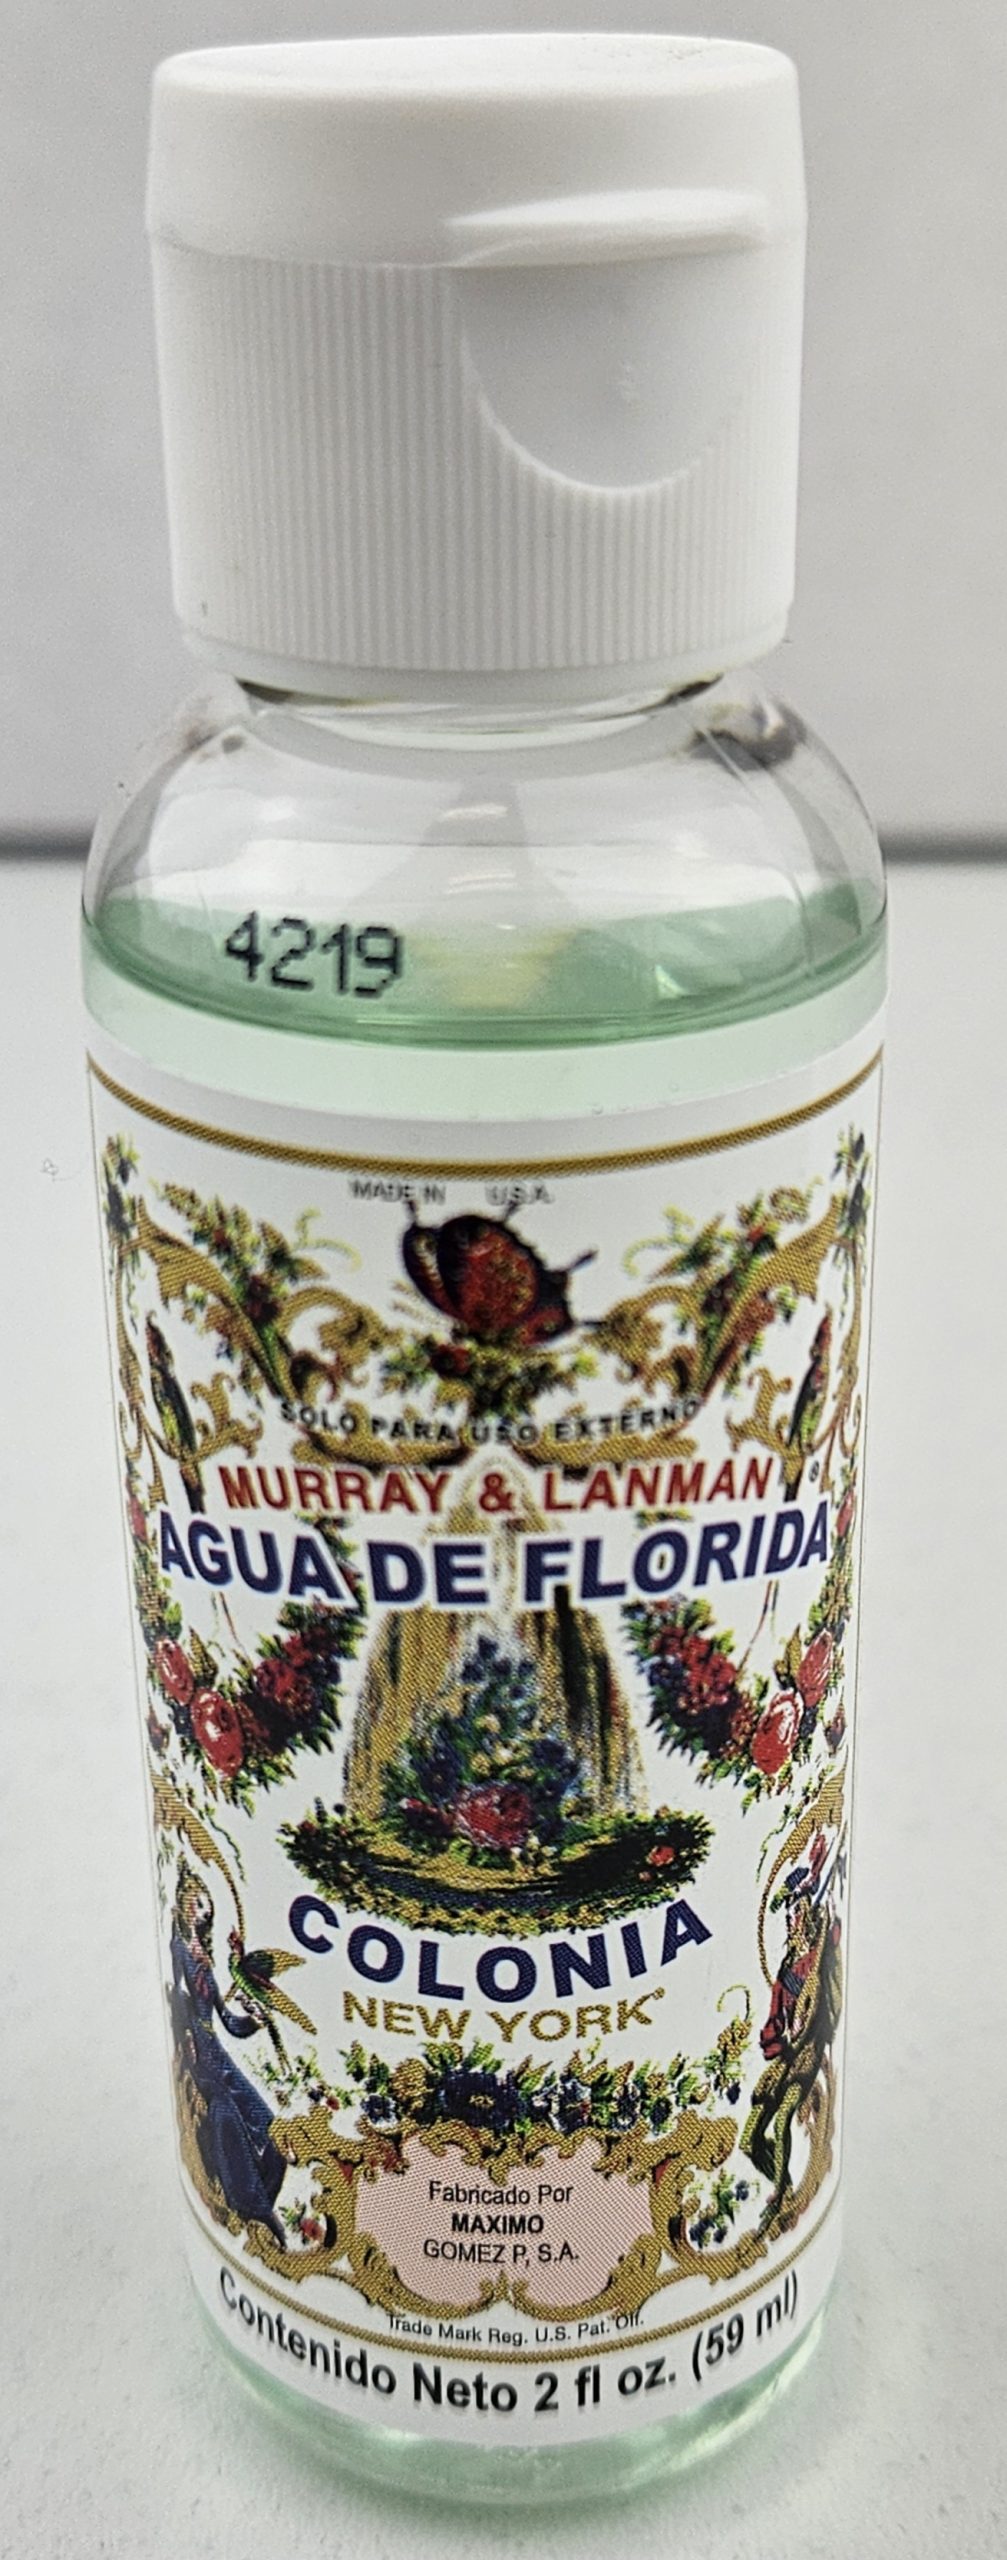 4219
MADE IN U.S.A.
SOLO PARA USO EXTERNO
MURRAY & LANMAN®
AGUA DE FLORIDA
COLONIA
NEW YORK
Fabricado Por
MAXIMO
GOMEZ P, S.A.
Trade Mark Reg. U.S. Pat. Off.
Contenido Neto 2 fl oz. (59 ml)